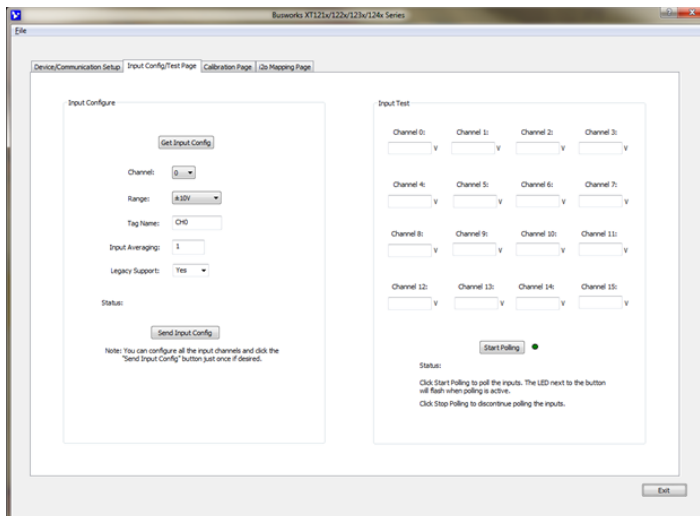 Busworks XT121x/122x/123x/124x Series
File
Device/Communication Setup Input Config/Test Page Calibration Page i2o Mapping Page
Input Configure
Get Input Config
Channel: 0
Range: ±10V
Tag Name: CH0
Input Averaging: 1
Legacy Support: Yes
Status:
Send Input Config
Note: You can configure all the input channels and click the
"Send Input Config" button just once if desired.
Input Test
Channel 0: Channel 1: Channel 2: Channel 3:
V V V V
Channel 4: Channel 5: Channel 6: Channel 7:
V V V V
Channel 8: Channel 9: Channel 10: Channel 11:
V V V V
Channel 12: Channel 13: Channel 14: Channel 15:
V V V V
Start Polling
Status:
Click Start Polling to poll the inputs. The LED next to the button
will flash when polling is active.
Click Stop Polling to discontinue polling the inputs.
Exit